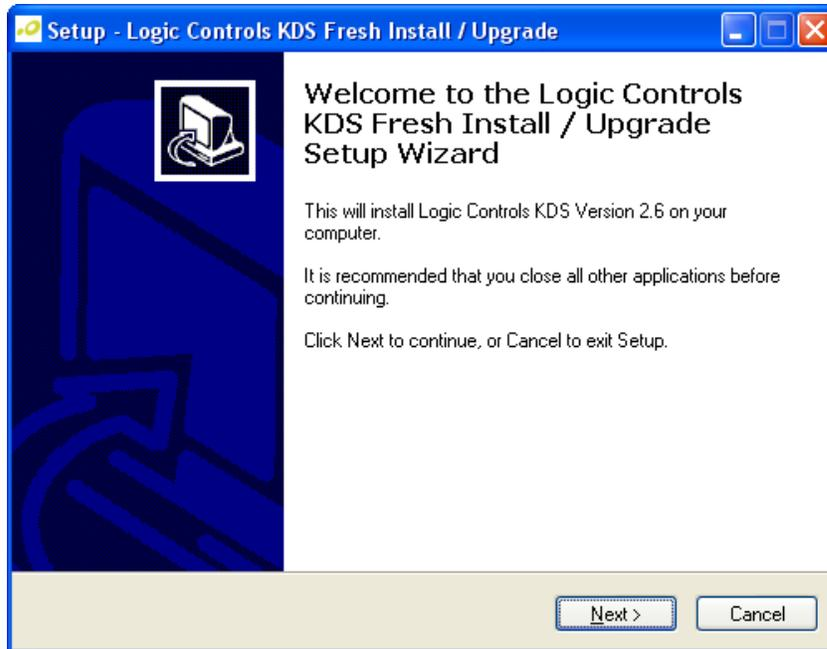 Setup - Logic Controls KDS Fresh Install / Upgrade
Welcome to the Logic Controls
KDS Fresh Install / Upgrade
Setup Wizard
This will install Logic Controls KDS Version 2.6 on your
computer.
It is recommended that you close all other applications before
continuing.
Click Next to continue, or Cancel to exit Setup.
Next >
Cancel